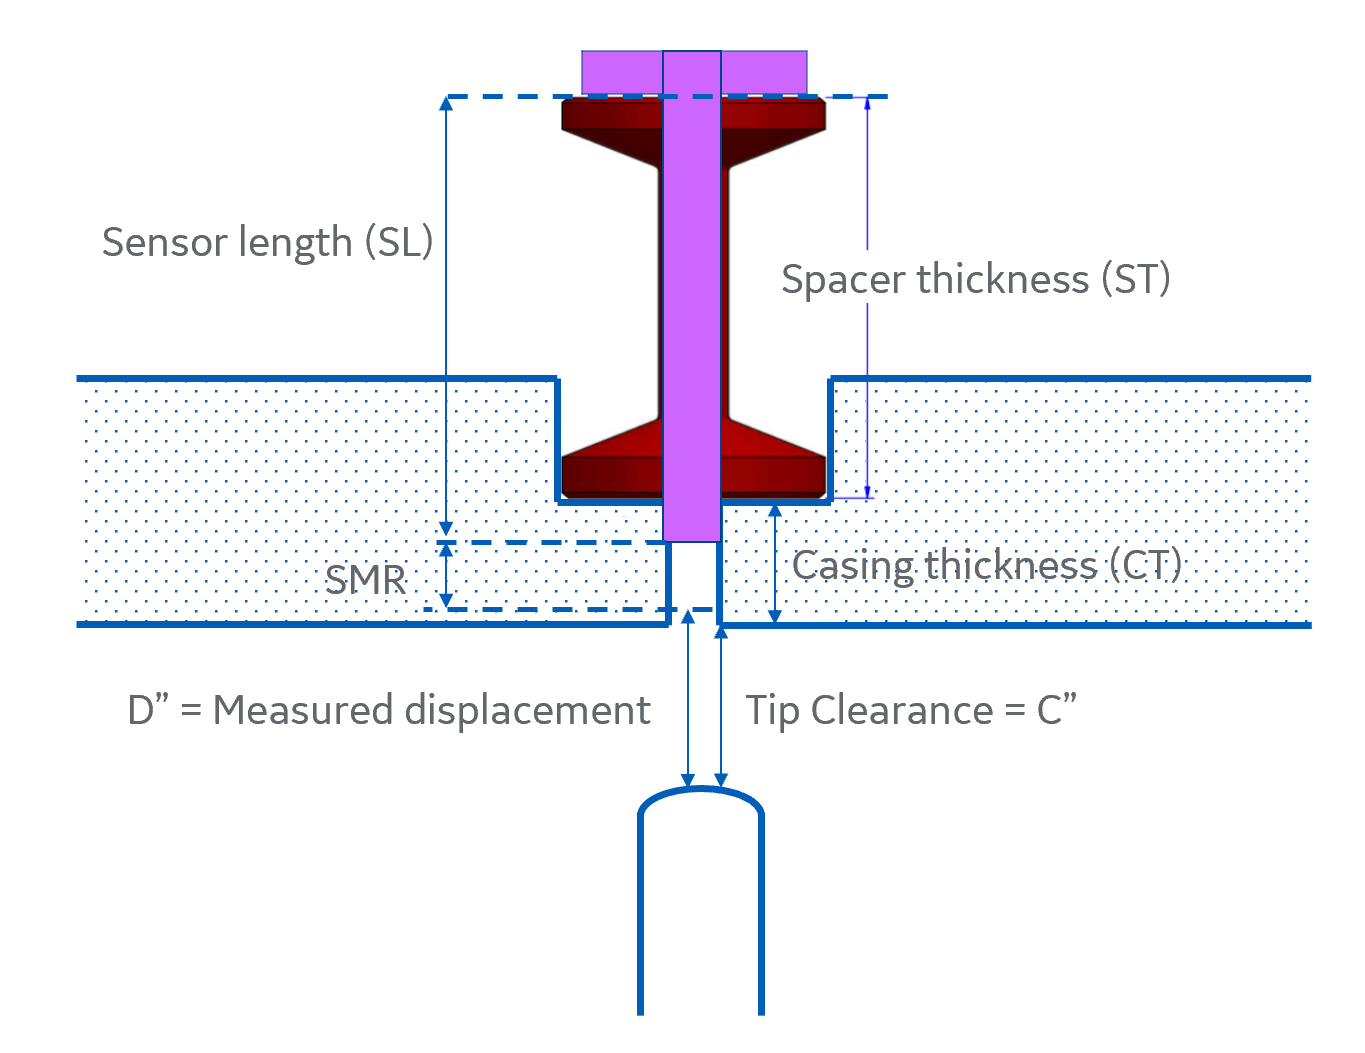 Sensor length (SL)
Spacer thickness (ST)
SMR
Casing thickness (CT)
D” = Measured displacement
Tip Clearance = C”